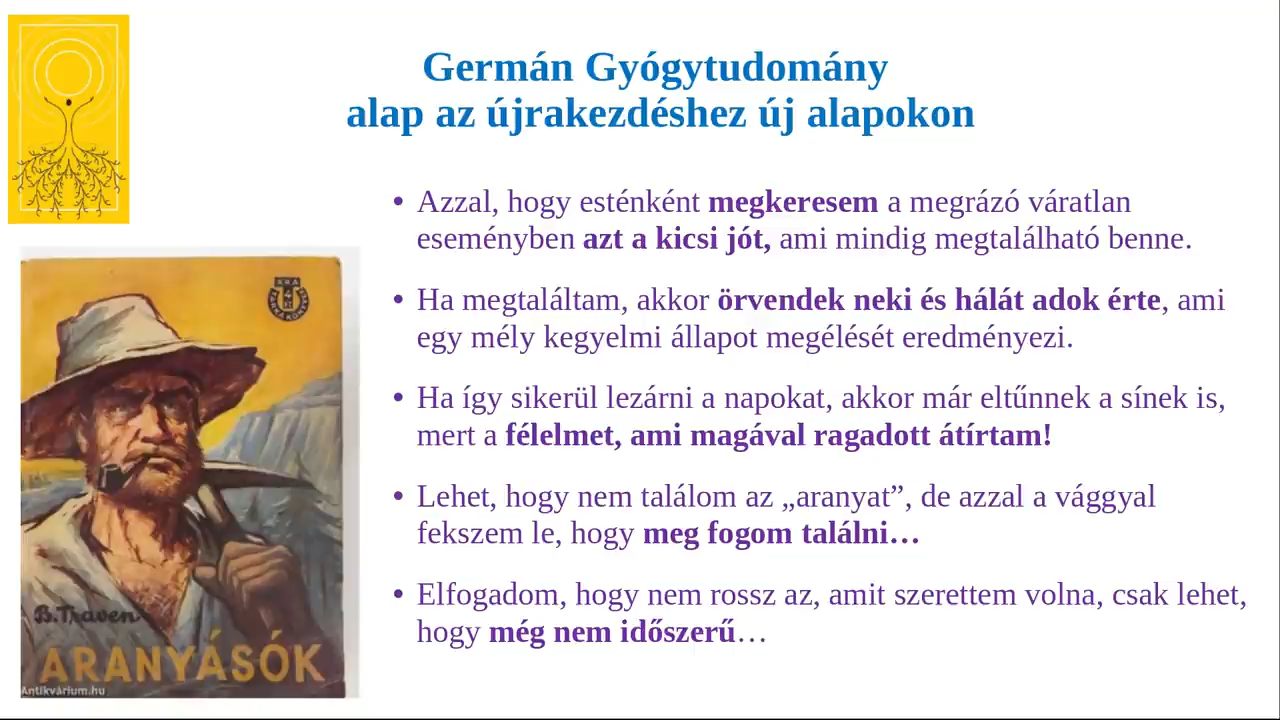 Germán Gyógytudomány
alap az újrakezdéshez új alapokon
• Azzal, hogy esténként megkeresem a megrázó váratlan
eseményben azt a kicsi jót, ami mindig megtalálható benne.
• Ha megtaláltam, akkor örvendek neki és hálát adok érte, ami
egy mély kegyelmi állapot megélését eredményezi.
• Ha így sikerül lezárni a napokat, akkor már eltűnnek a sínek is,
mert a félelmet, ami magával ragadott átírtam!
• Lehet, hogy nem találom az „aranyat”, de azzal a vággyal
fekszem le, hogy meg fogom találni…
• Elfogadom, hogy nem rossz az, amit szerettem volna, csak lehet,
hogy még nem időszerű…
B. Traven
ARANYÁSÓK
Antikvárium.hu